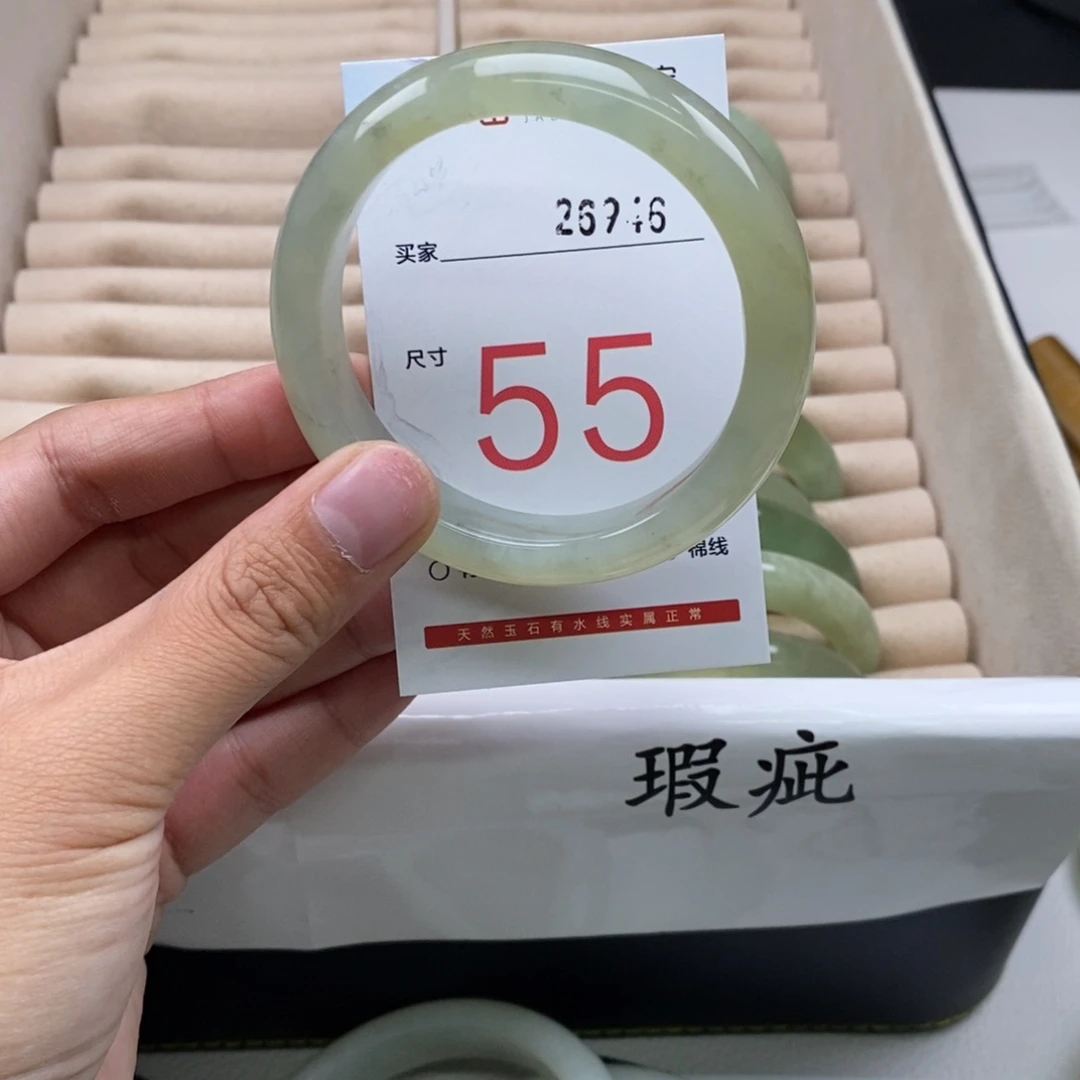 买家
尺寸 55
棉线
天然玉石有水线实属正常
瑕疵